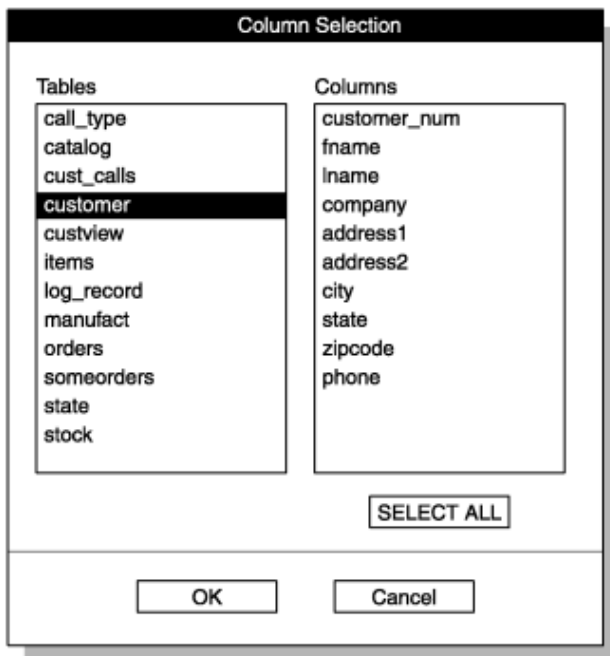 Column Selection
Tables
call_type
catalog
cust_calls
customer
custview
items
log_record
manufact
orders
someorders
state
stock
Columns
customer_num
fname
lname
company
address1
address2
city
state
zipcode
phone
SELECT ALL
OK
Cancel